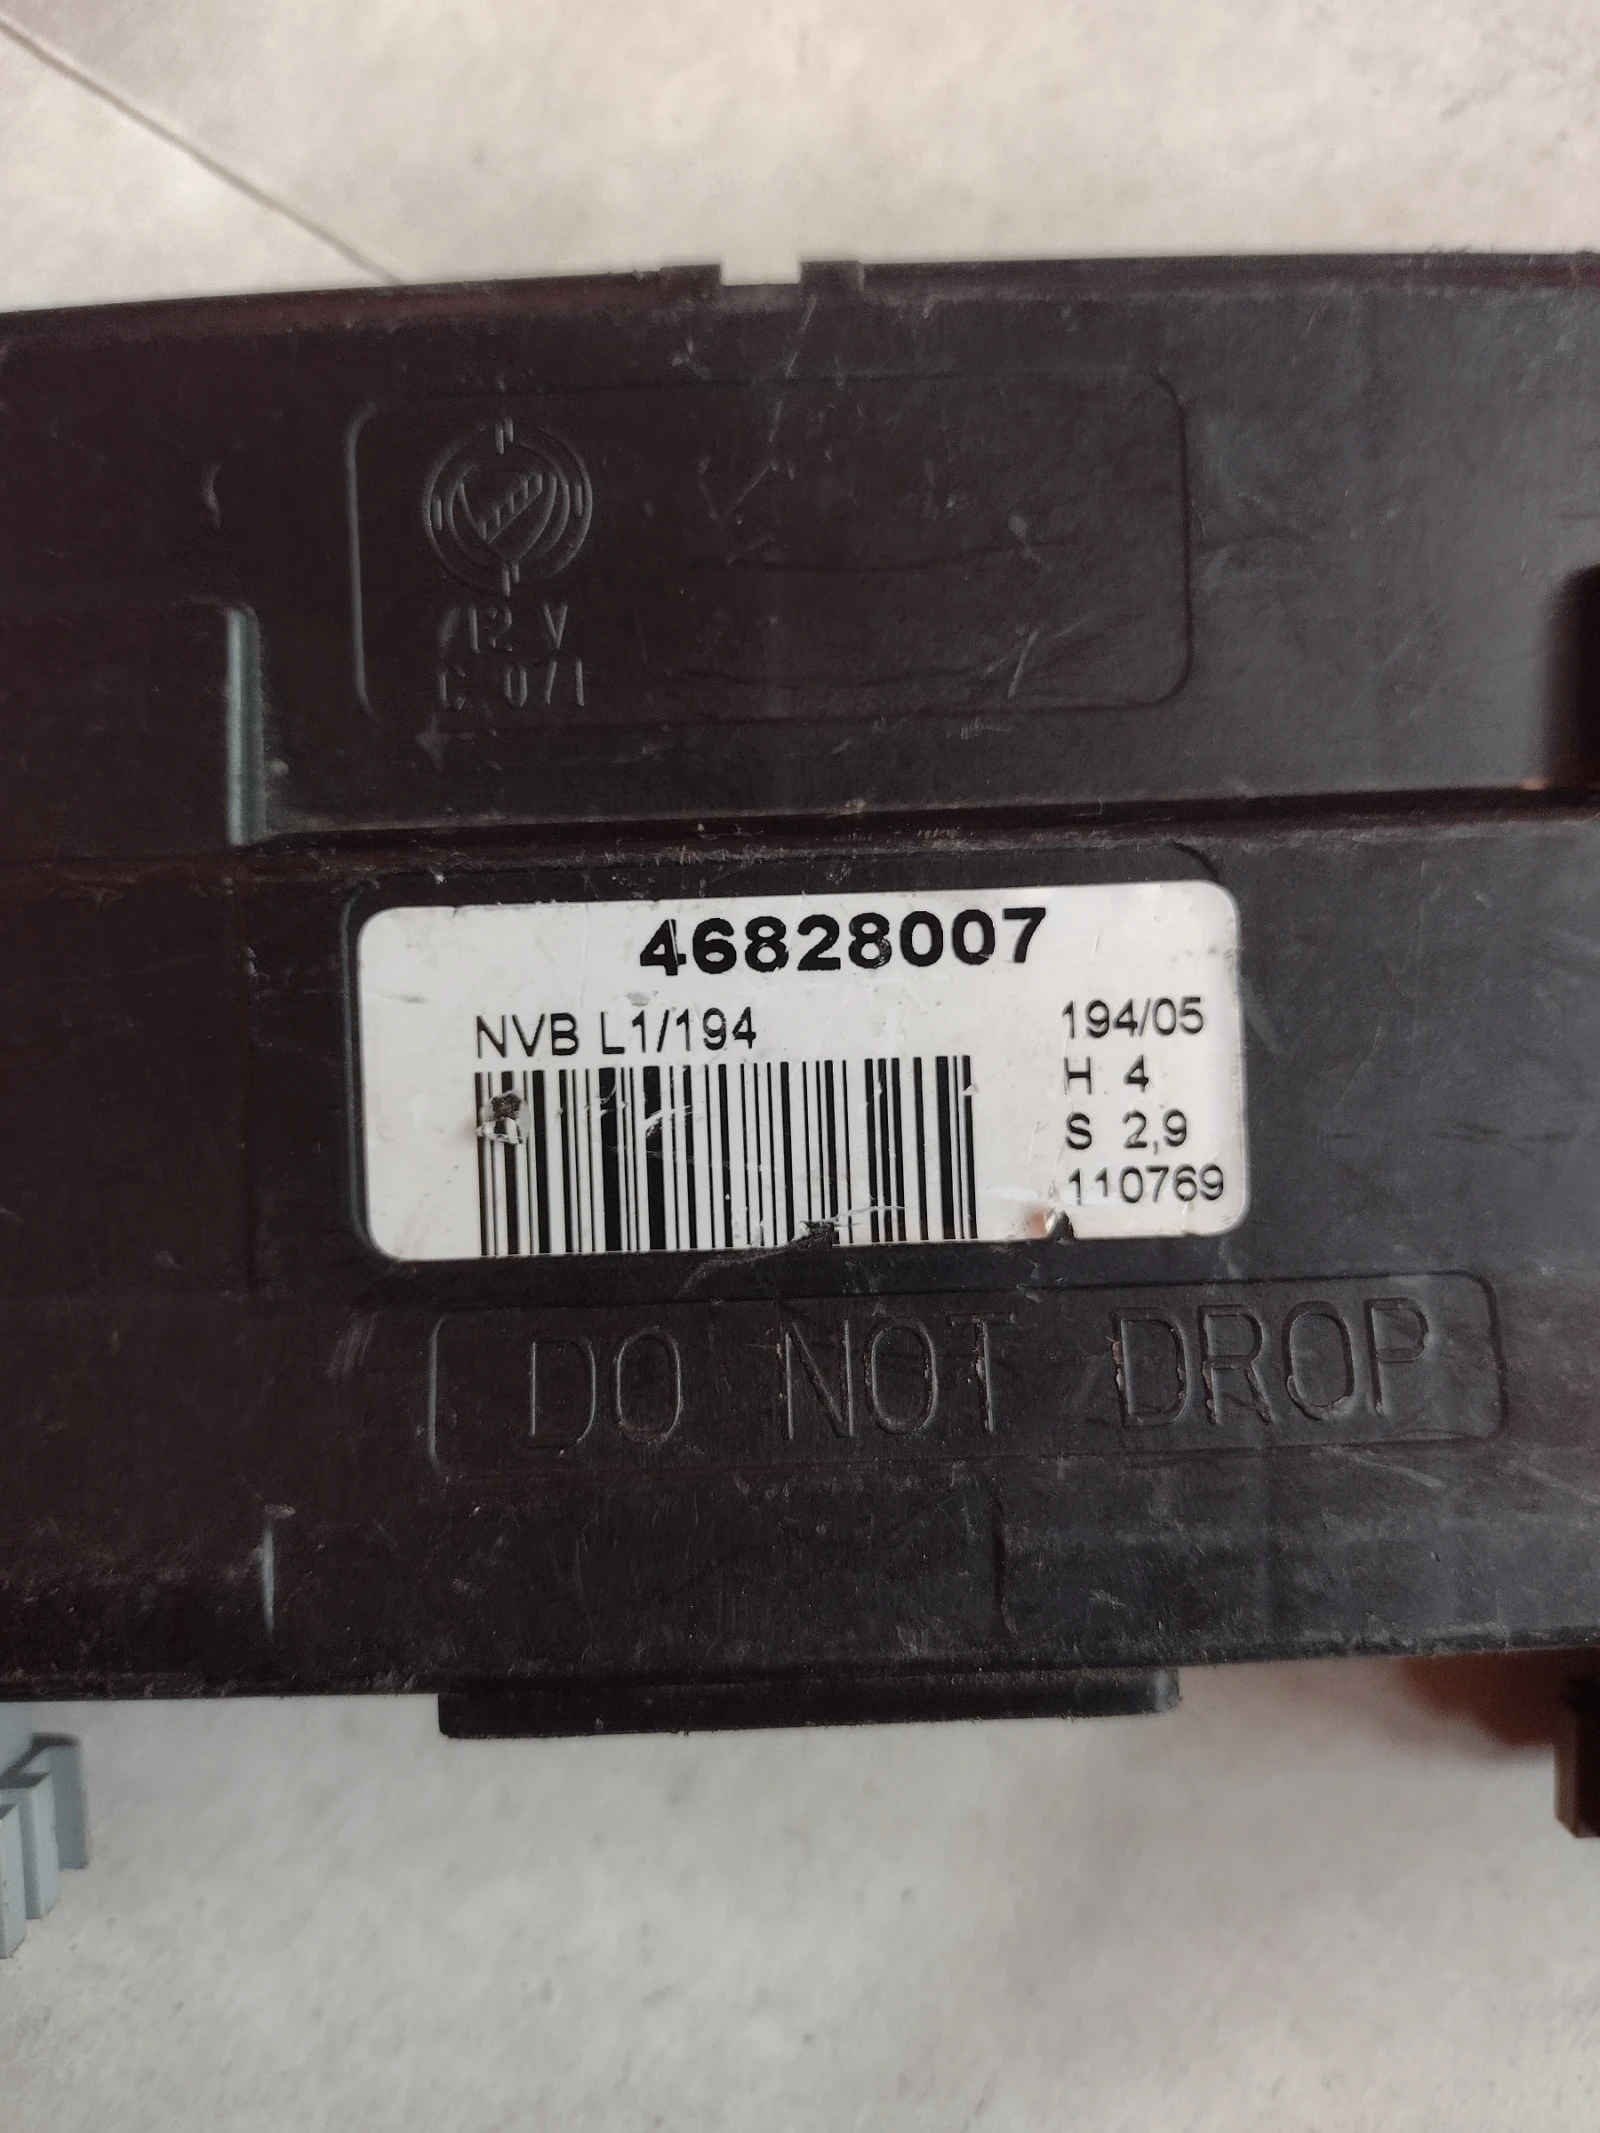 12 V
C 071
46828007
NVB L1/194
194/05
H 4
S 2,9
110769
DO NOT DROP